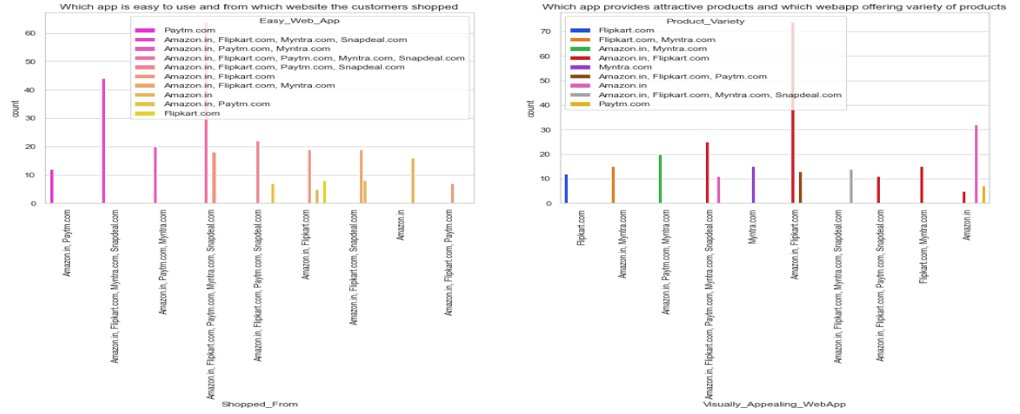 Which app is easy to use and from which website the customers shopped
60
50
40
30
20
10
0
count
Easy_Web_App
Paytm.com
Amazon.in, Flipkart.com, Myntra.com, Snapdeal.com
Amazon.in, Paytm.com, Myntra.com
Amazon.in, Flipkart.com, Paytm.com, Myntra.com, Snapdeal.com
Amazon.in, Flipkart.com, Paytm.com, Snapdeal.com
Amazon.in, Flipkart.com
Amazon.in, Flipkart.com, Myntra.com
Amazon.in
Amazon.in, Paytm.com
Flipkart.com
Amazon.in, Paytm.com
Amazon.in, Flipkart.com, Myntra.com, Snapdeal.com
Amazon.in, Paytm.com, Myntra.com
Amazon.in, Flipkart.com, Paytm.com, Myntra.com, Snapdeal.com
Amazon.in, Flipkart.com, Paytm.com, Snapdeal.com
Amazon.in, Flipkart.com
Amazon.in, Flipkart.com, Snapdeal.com
Amazon.in
Amazon.in, Flipkart.com, Paytm.com
Shopped_From
Which app provides attractive products and which webapp offering variety of products
70
60
50
40
30
20
10
0
count
Product_Variety
Flipkart.com
Flipkart.com, Myntra.com
Amazon.in, Myntra.com
Amazon.in, Flipkart.com
Myntra.com
Amazon.in, Flipkart.com, Paytm.com
Amazon.in
Amazon.in, Flipkart.com, Myntra.com, Snapdeal.com
Paytm.com
Flipkart.com
Amazon.in, Myntra.com
Amazon.in, Paytm.com, Myntra.com
Amazon.in, Flipkart.com, Paytm.com, Myntra.com, Snapdeal.com
Myntra.com
Amazon.in, Flipkart.com
Amazon.in, Flipkart.com, Myntra.com, Snapdeal.com
Amazon.in, Flipkart.com, Paytm.com, Snapdeal.com
Flipkart.com, Myntra.com
Amazon.in
Visually_Appealing_WebApp